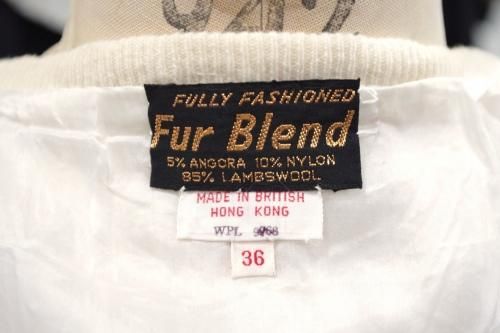 FULLY FASHIONED
Fur Blend
5% ANGORA 10% NYLON
85% LAMBSWOOL
MADE IN BRITISH
HONG KONG
WPL
36